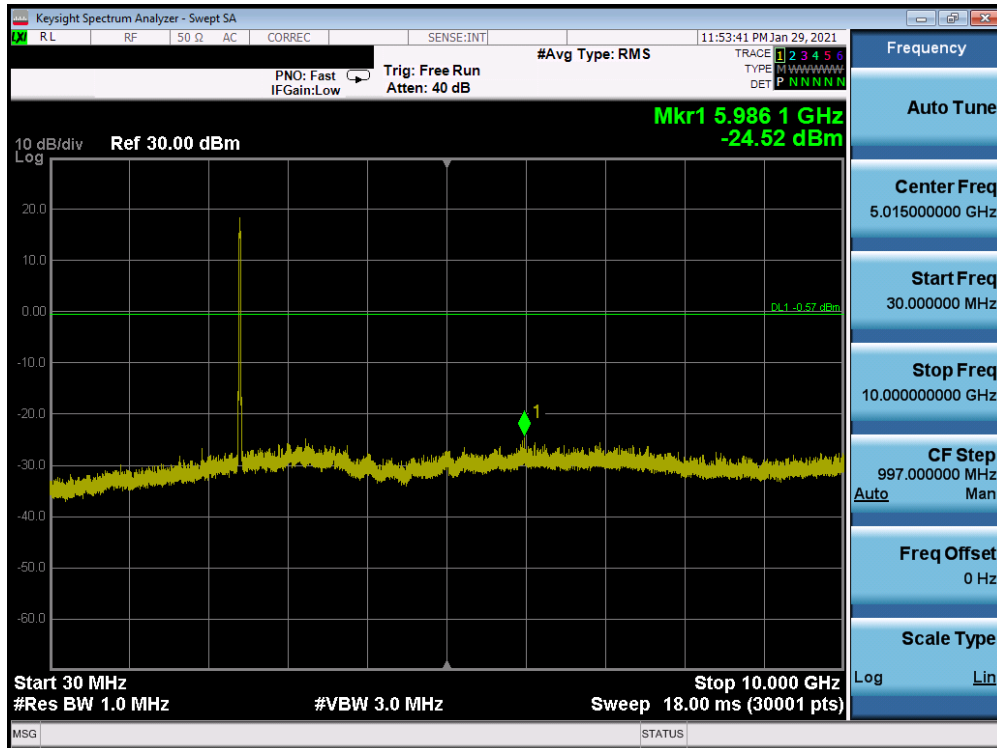 Keysight Spectrum Analyzer - Swept SA
LXI RL RF 50 Ω AC CORREC SENSE:INT 11:53:41 PM Jan 29, 2021
Frequency
PNO: Fast
IFGain:Low
Trig: Free Run
Atten: 40 dB
#Avg Type: RMS
TRACE 1 2 3 4 5 6
TYPE M W W W W W
DET P N N N N N
Auto Tune
Mkr1 5.986 1 GHz
-24.52 dBm
10 dB/div
Log
Ref 30.00 dBm
20.0
10.0
0.00
-10.0
-20.0
-30.0
-40.0
-50.0
-60.0
DL1 -0.57 dBm
1
Center Freq
5.015000000 GHz
Start Freq
30.000000 MHz
Stop Freq
10.000000000 GHz
CF Step
997.000000 MHz
Auto Man
Freq Offset
0 Hz
Scale Type
Log Lin
Start 30 MHz
Stop 10.000 GHz
#Res BW 1.0 MHz
#VBW 3.0 MHz
Sweep 18.00 ms (30001 pts)
MSG
STATUS